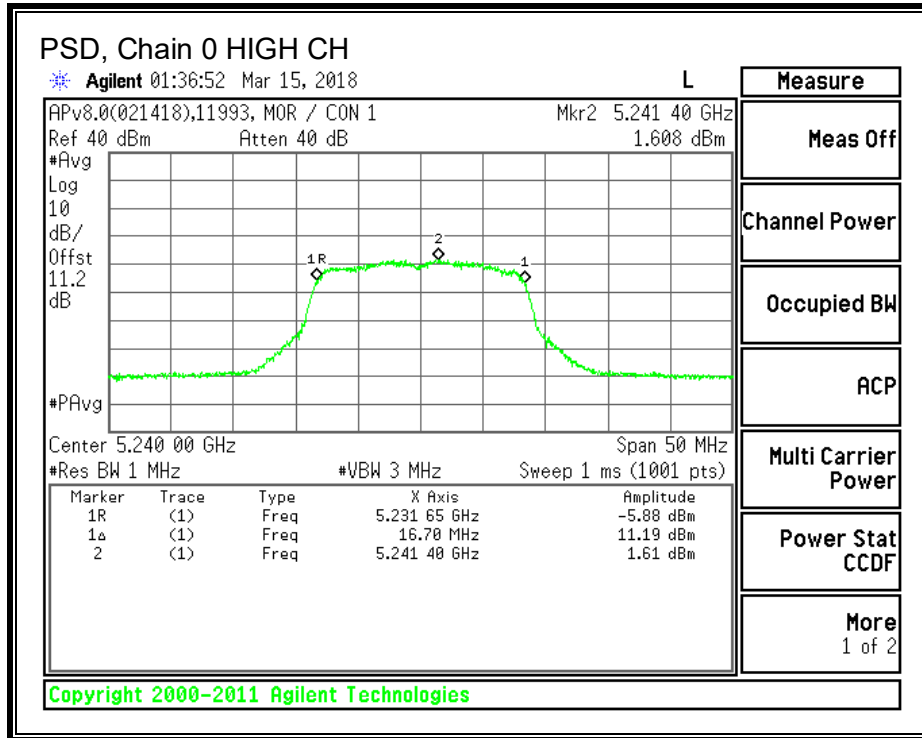 PSD, Chain 0 HIGH CH
Agilent 01:36:52 Mar 15, 2018 L
APv8.0(021418),11993, MOR / CON 1 Mkr2 5.241 40 GHz
Ref 40 dBm Atten 40 dB 1.608 dBm
#Avg
Log
10
dB/
Offst
11.2
dB
1R
2
1
#PAvg
Center 5.240 00 GHz Span 50 MHz
#Res BW 1 MHz #VBW 3 MHz Sweep 1 ms (1001 pts)
Marker Trace Type X Axis Amplitude
1R (1) Freq 5.231 65 GHz -5.88 dBm
1Δ (1) Freq 16.70 MHz 11.19 dBm
2 (1) Freq 5.241 40 GHz 1.61 dBm
Measure
Meas Off
Channel Power
Occupied BW
ACP
Multi Carrier
Power
Power Stat
CCDF
More
1 of 2
Copyright 2000-2011 Agilent Technologies